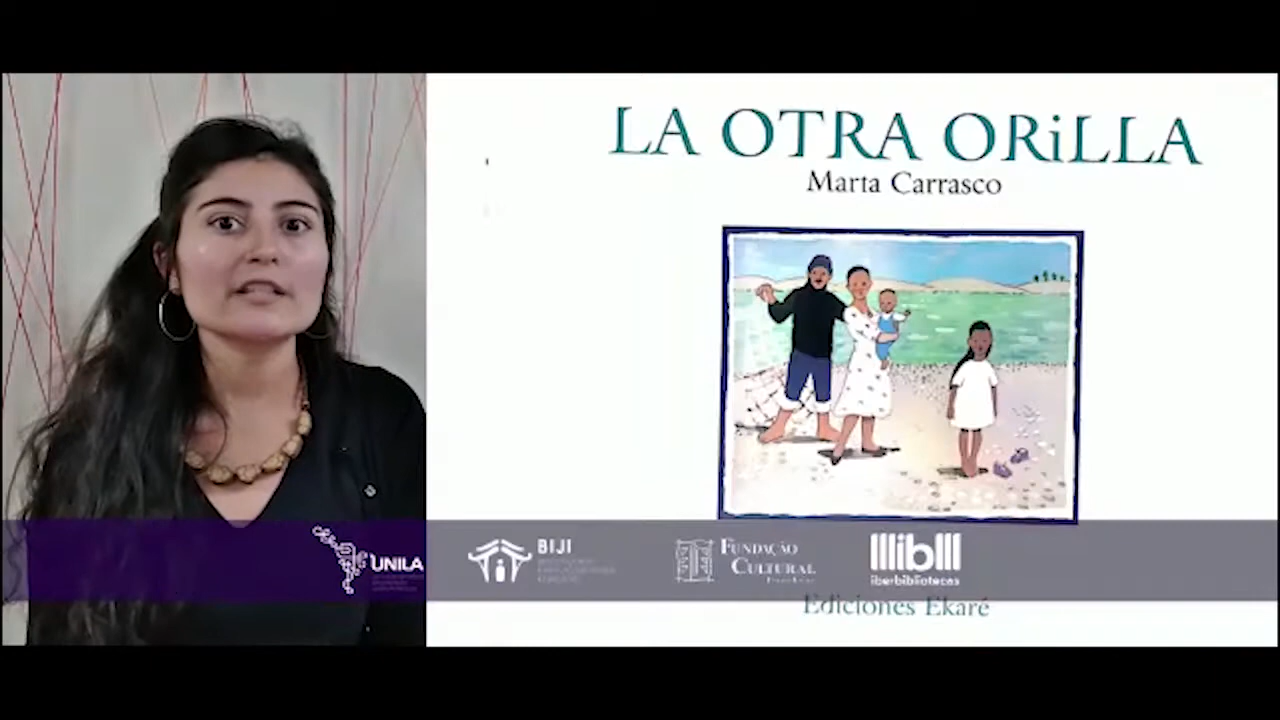 LA OTRA ORiLLA
Marta Carrasco
UNILA
BIJI
FUNDAÇÃO
CULTURAL
iberbibliotecas
Ediciones Ekaré